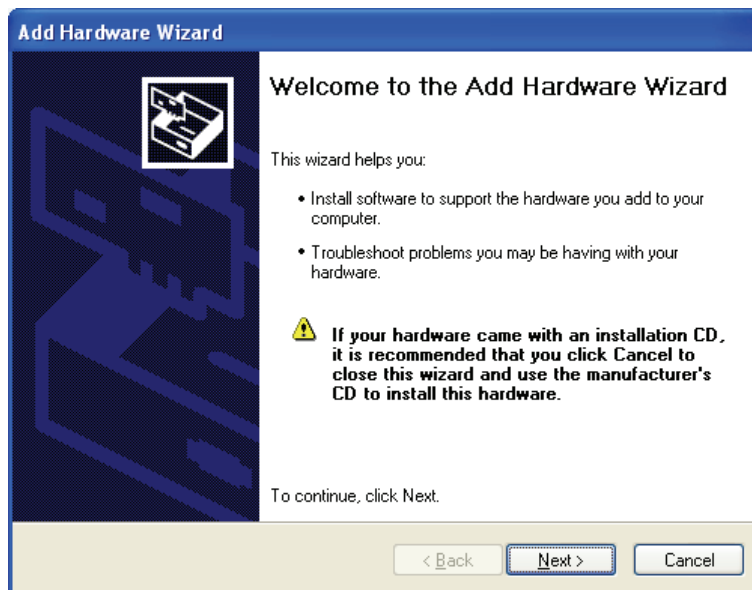 Add Hardware Wizard
Welcome to the Add Hardware Wizard
This wizard helps you:
• Install software to support the hardware you add to your
computer.
• Troubleshoot problems you may be having with your
hardware.
If your hardware came with an installation CD,
it is recommended that you click Cancel to
close this wizard and use the manufacturer's
CD to install this hardware.
To continue, click Next.
< Back Next > Cancel